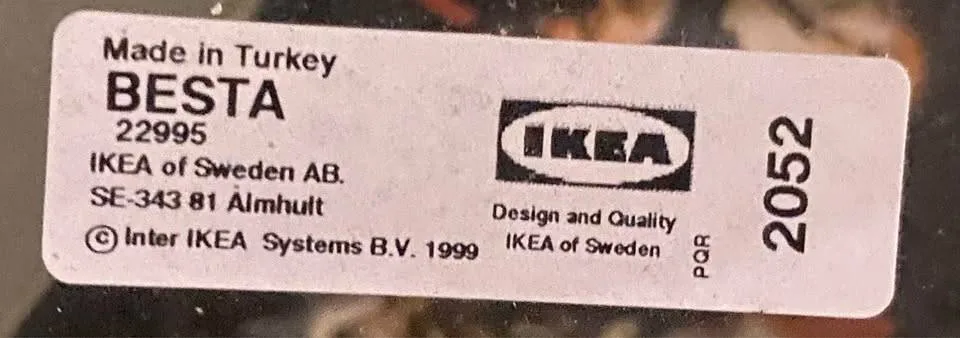 Made in Turkey
BESTA
22995
IKEA of Sweden AB.
SE-343 81 Älmhult
© Inter IKEA Systems B.V. 1999
IKEA
Design and Quality
IKEA of Sweden
PQR
2052